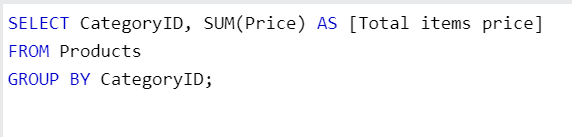 SELECT CategoryID, SUM(Price) AS [Total items price]
FROM Products
GROUP BY CategoryID;